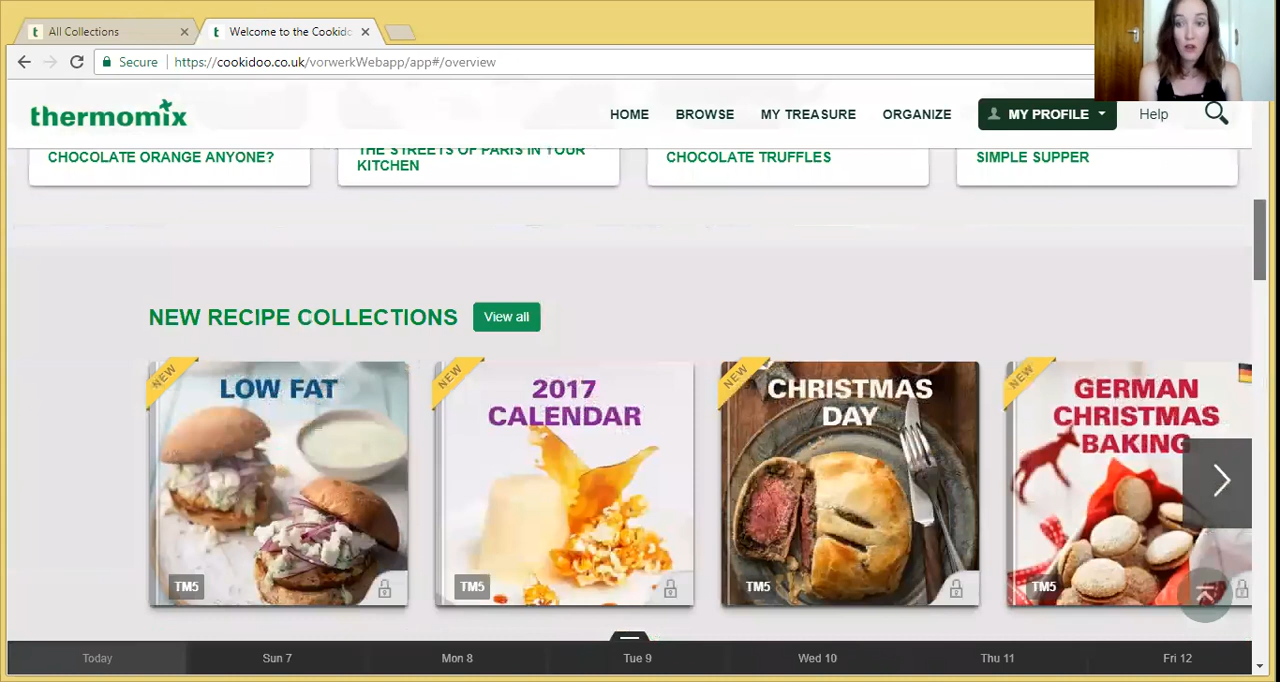 All Collections
Welcome to the Cookido
Secure
https://cookidoo.co.uk/vorwerkWebapp/app#/overview
thermomix
HOME
BROWSE
MY TREASURE
ORGANIZE
MY PROFILE
Help
CHOCOLATE ORANGE ANYONE?
THE STREETS OF PARIS IN YOUR
KITCHEN
CHOCOLATE TRUFFLES
SIMPLE SUPPER
NEW RECIPE COLLECTIONS
View all
NEW
LOW FAT
TM5
NEW
2017
CALENDAR
TM5
NEW
CHRISTMAS
DAY
TM5
NEW
GERMAN
CHRISTMAS
BAKING
TM5
Today
Sun 7
Mon 8
Tue 9
Wed 10
Thu 11
Fri 12